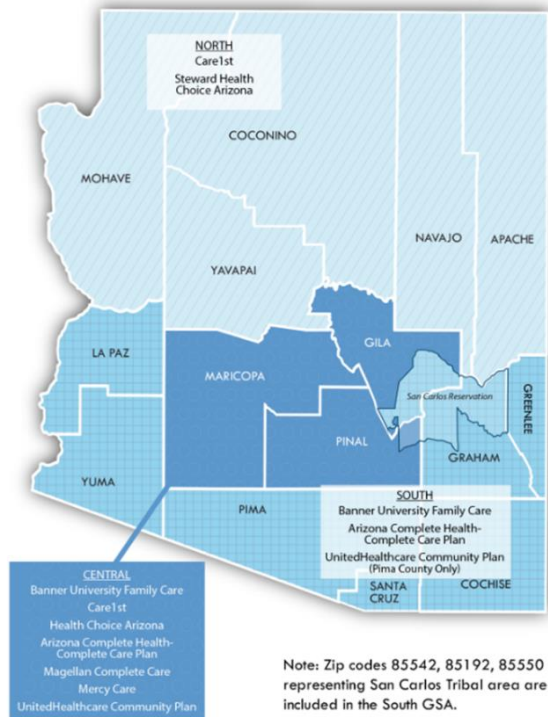 NORTH
Care1st
Steward Health
Choice Arizona
COCONINO
MOHAVE
NAVAJO
APACHE
YAVAPAI
LA PAZ
GILA
MARICOPA
San Carlos Reservation
GREENLEE
PINAL
GRAHAM
YUMA
PIMA
SOUTH
Banner University Family Care
Arizona Complete Health-
Complete Care Plan
UnitedHealthcare Community Plan
(Pima County Only)
SANTA
CRUZ
COCHISE
CENTRAL
Banner University Family Care
Care1st
Health Choice Arizona
Arizona Complete Health-
Complete Care Plan
Magellan Complete Care
Mercy Care
UnitedHealthcare Community Plan
Note: Zip codes 85542, 85192, 85550
representing San Carlos Tribal area are
included in the South GSA.